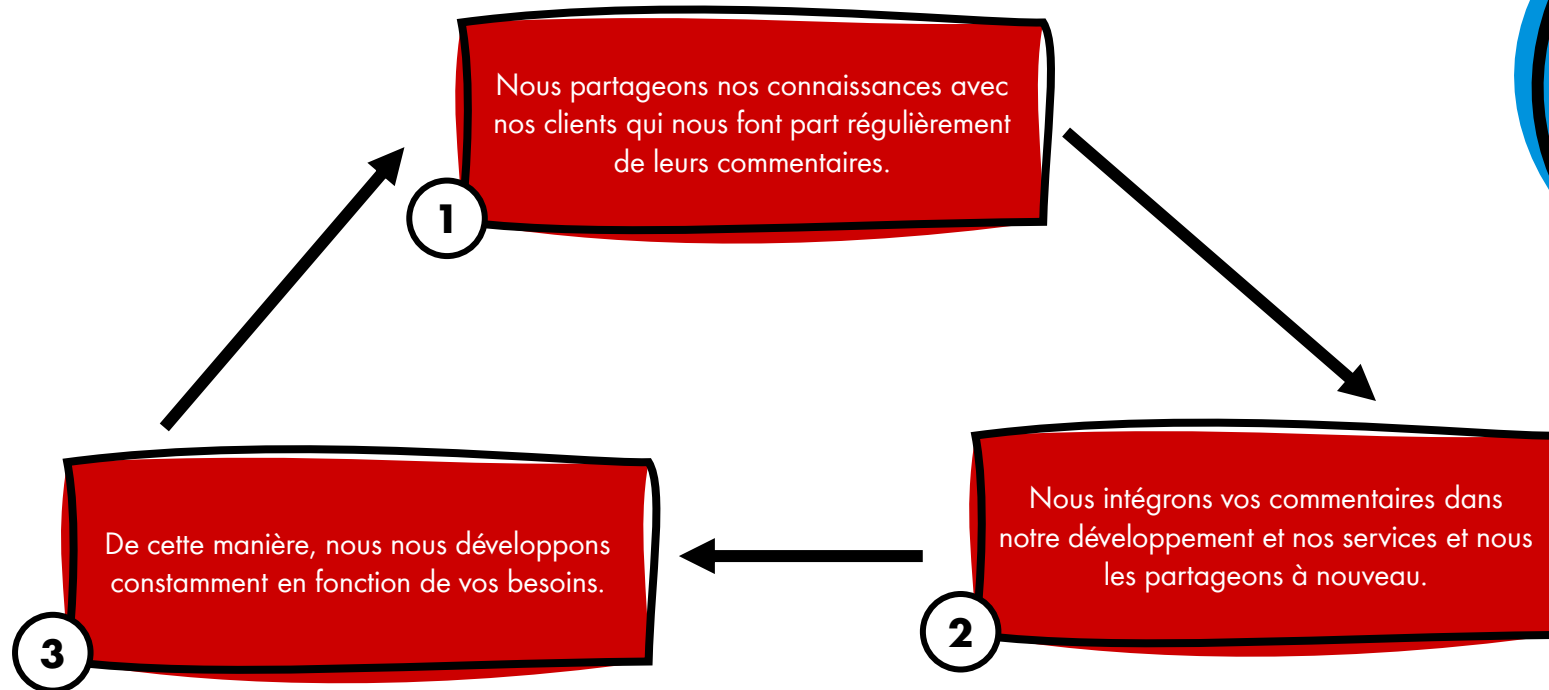 Nous partageons nos connaissances avec
nos clients qui nous font part régulièrement
de leurs commentaires.
1
Nous intégrons vos commentaires dans
notre développement et nos services et nous
les partageons à nouveau.
2
De cette manière, nous nous développons
constamment en fonction de vos besoins.
3